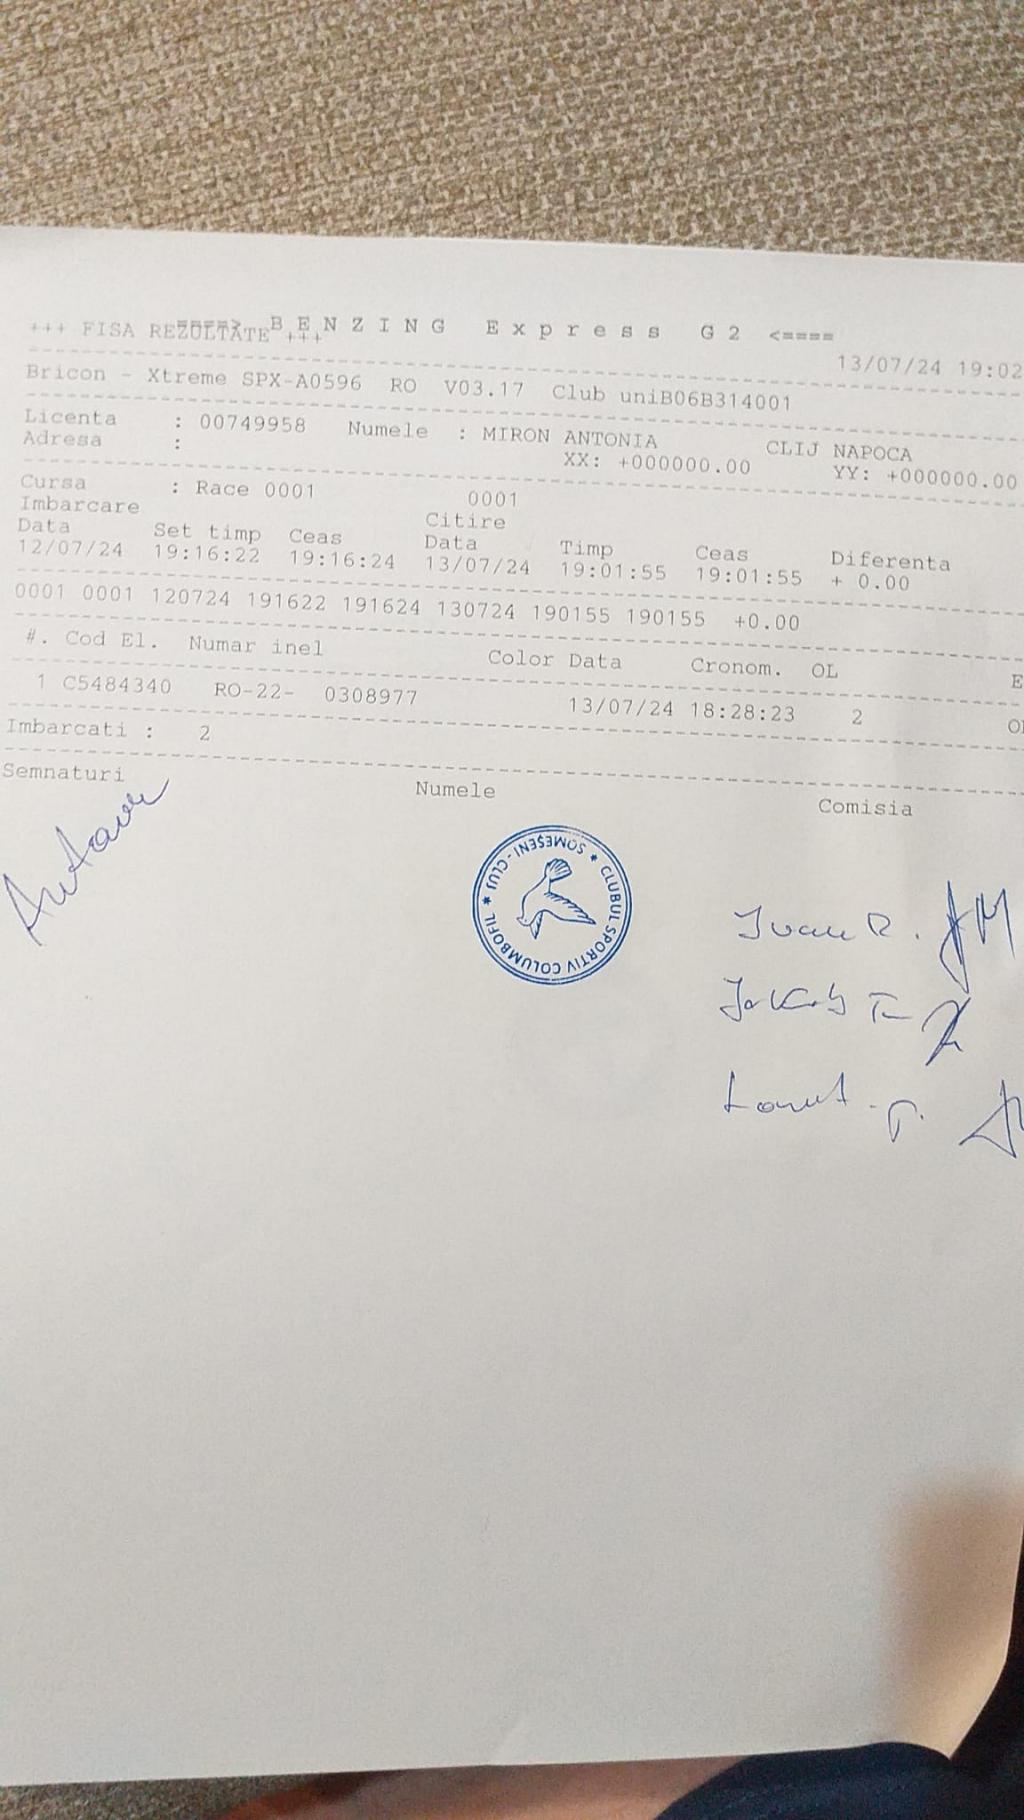 ====> B E N Z I N G   E x p r e s s   G 2 <====
+++ FISA REZULTATE +++
13/07/24 19:02
Bricon - Xtreme SPX-A0596 RO V03.17 Club uniB06B314001
Licenta : 00749958 Numele : MIRON ANTONIA CLIJ NAPOCA
Adresa : XX: +000000.00 YY: +000000.00
Cursa : Race 0001 0001
Imbarcare Citire
Data Set timp Ceas Data Timp Ceas Diferenta
12/07/24 19:16:22 19:16:24 13/07/24 19:01:55 19:01:55 + 0.00
0001 0001 120724 191622 191624 130724 190155 190155 +0.00
#. Cod El. Numar inel Color Data Cronom. OL E
1 C5484340 RO-22- 0308977 13/07/24 18:28:23 2
Imbarcati : 2
Semnaturi Numele Comisia
CLUBUL SPORTIV COLUMBOFIL * SOMEȘENI - CLUJ *